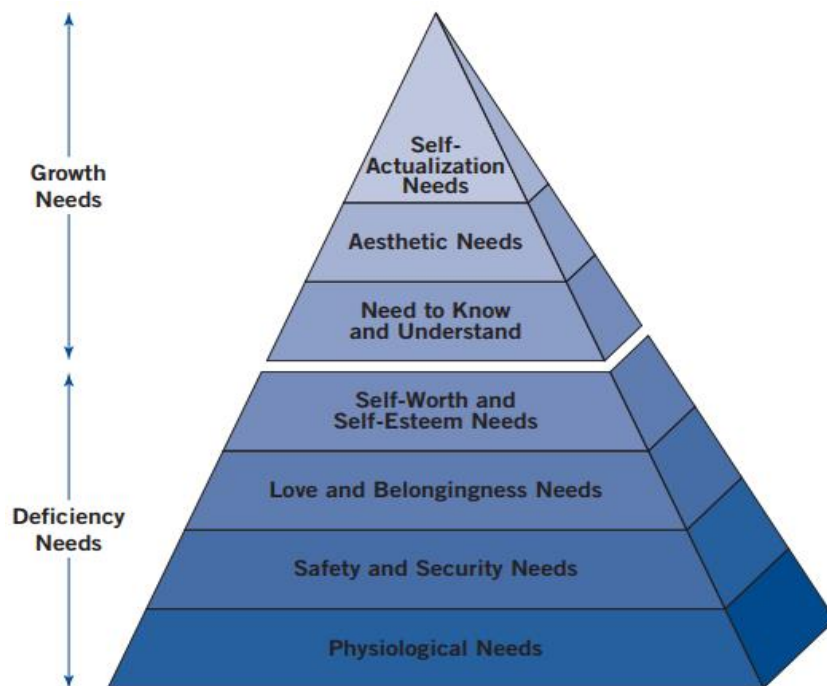 Self-
Actualization
Needs
Growth
Needs
Aesthetic Needs
Need to Know
and Understand
Self-Worth and
Self-Esteem Needs
Love and Belongingness Needs
Deficiency
Needs
Safety and Security Needs
Physiological Needs